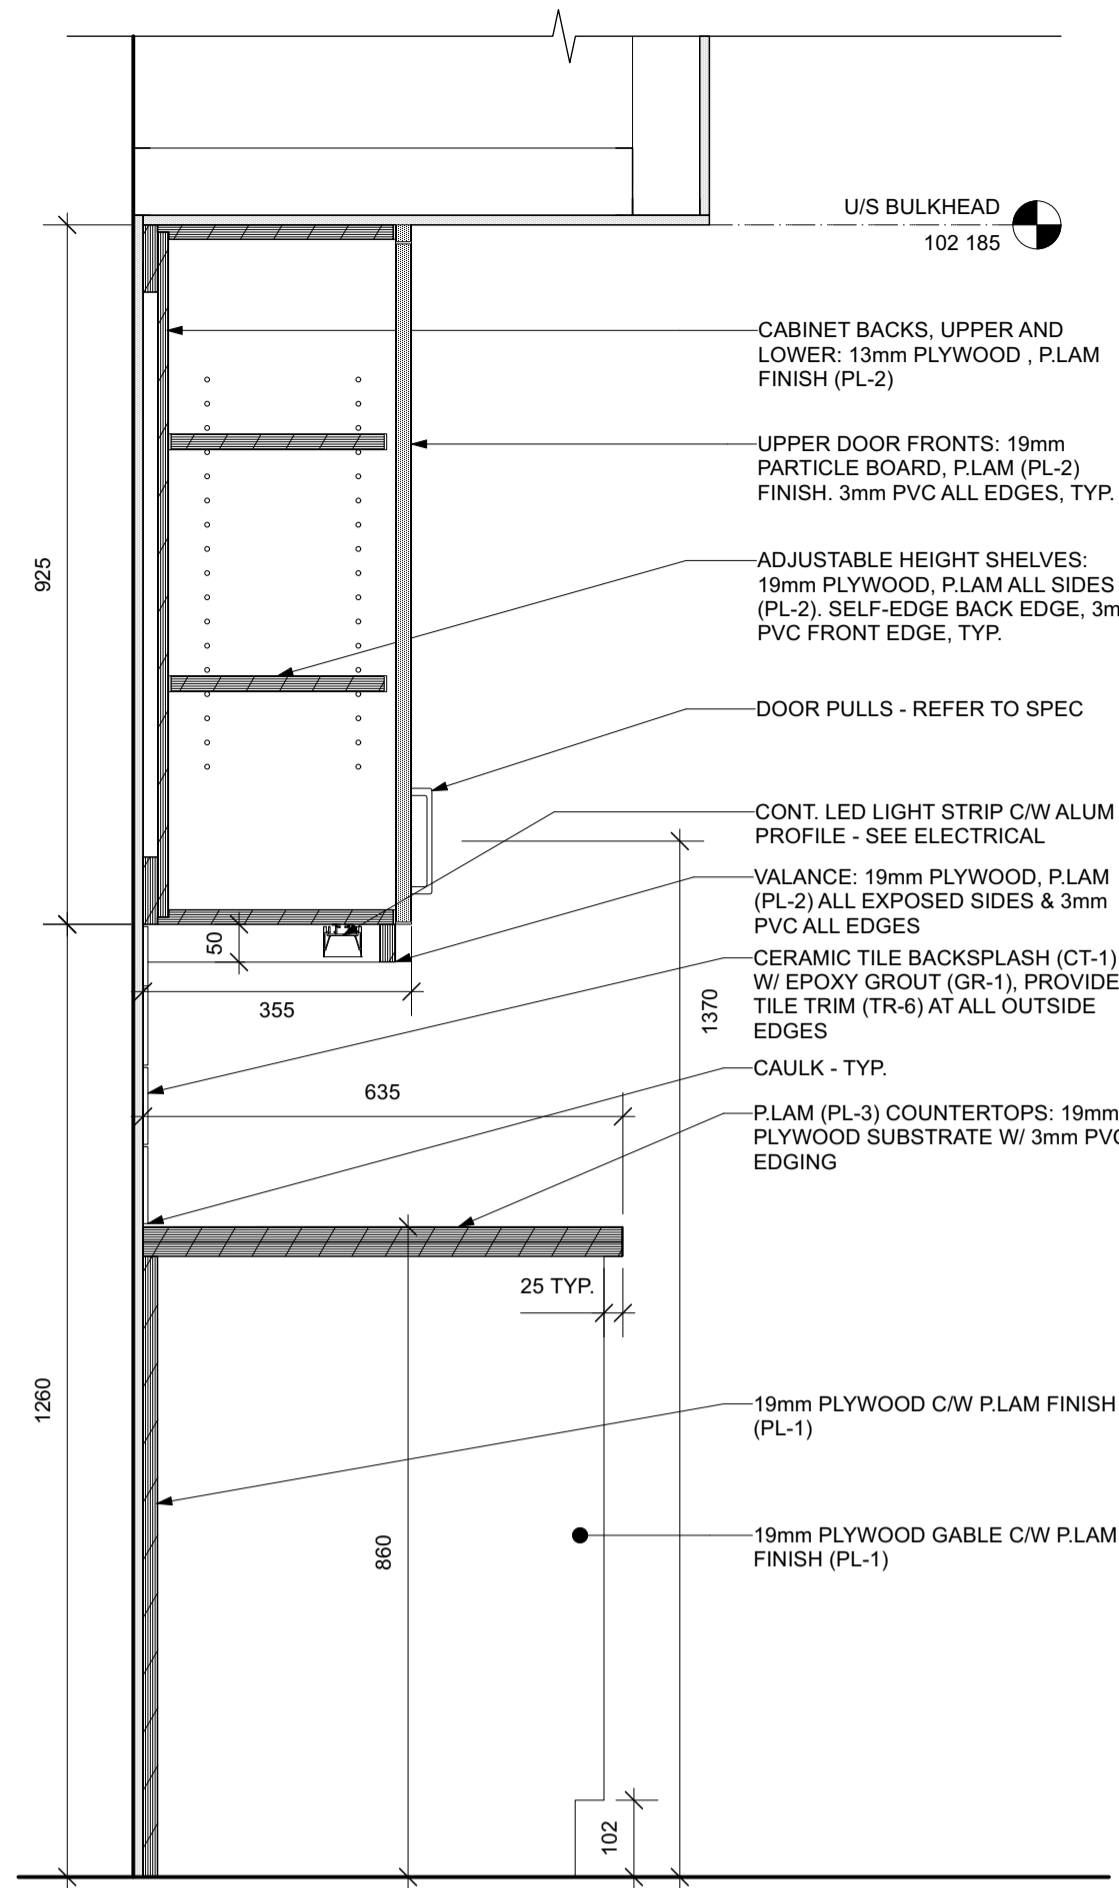 U/S BULKHEAD
102 185
CABINET BACKS, UPPER AND
LOWER: 13mm PLYWOOD , P.LAM
FINISH (PL-2)
UPPER DOOR FRONTS: 19mm
PARTICLE BOARD, P.LAM (PL-2)
FINISH. 3mm PVC ALL EDGES, TYP.
925
ADJUSTABLE HEIGHT SHELVES:
19mm PLYWOOD, P.LAM ALL SIDES
(PL-2). SELF-EDGE BACK EDGE, 3m
PVC FRONT EDGE, TYP.
DOOR PULLS - REFER TO SPEC
CONT. LED LIGHT STRIP C/W ALUM
PROFILE - SEE ELECTRICAL
VALANCE: 19mm PLYWOOD, P.LAM
(PL-2) ALL EXPOSED SIDES & 3mm
PVC ALL EDGES
50
355
CERAMIC TILE BACKSPLASH (CT-1)
W/ EPOXY GROUT (GR-1), PROVIDE
TILE TRIM (TR-6) AT ALL OUTSIDE
EDGES
1370
635
CAULK - TYP.
P.LAM (PL-3) COUNTERTOPS: 19mm
PLYWOOD SUBSTRATE W/ 3mm PVC
EDGING
25 TYP.
1260
19mm PLYWOOD C/W P.LAM FINISH
(PL-1)
860
19mm PLYWOOD GABLE C/W P.LAM
FINISH (PL-1)
102